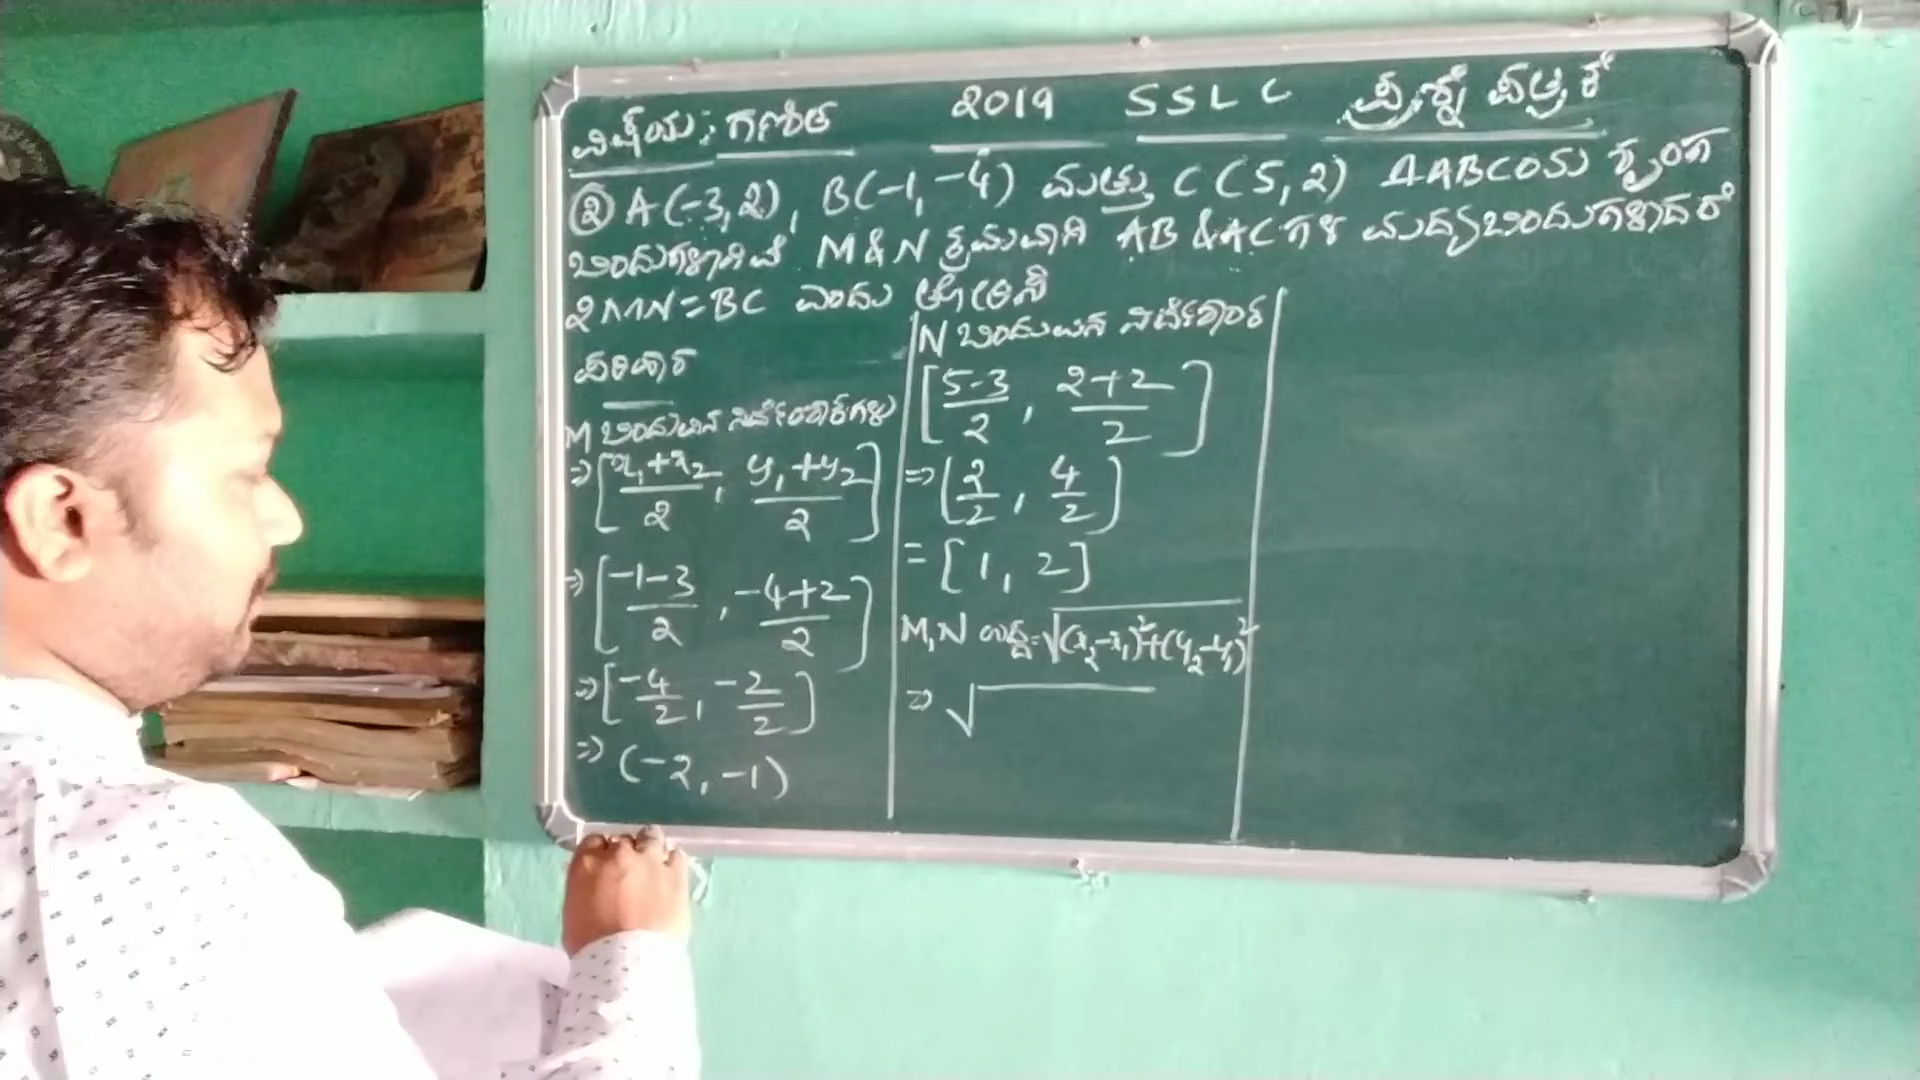 ವಿಷಯ: ಗಣಿತ 2019 SSLC ಪ್ರಶ್ನೆ ಪತ್ರಿಕೆ
② A(-3,2), B(-1,-4) ಮತ್ತು C(5,2) ΔABCಯ ಶೃಂಗ
ಬಿಂದುಗಳಾಗಿವೆ M & N ಕ್ರಮವಾಗಿ AB & AC ಗಳ ಮಧ್ಯಬಿಂದುಗಳಾದರೆ
2MN=BC ಎಂದು ತೋರಿಸಿ
ಪರಿಹಾರ
M ಬಿಂದುವಿನ ನಿರ್ದೇಶಾಂಕಗಳು
⇒ [x₁+x₂/2, y₁+y₂/2]
⇒ [-1-3/2, -4+2/2]
⇒ [-4/2, -2/2]
⇒ (-2, -1)
N ಬಿಂದುವಿನ ನಿರ್ದೇಶಾಂಕ
[5-3/2, 2+2/2]
⇒ [2/2, 4/2]
= [1, 2]
M, N ಉದ್ದ = √(x₂-x₁)²+(y₂-y₁)²
⇒ √